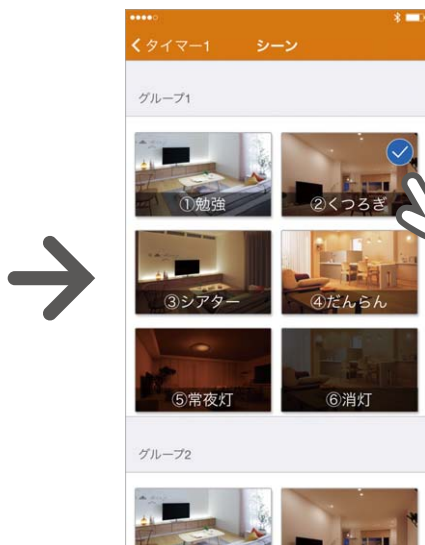 タイマー1 シーン
グループ1
①勉強 ②くつろぎ
③シアター ④だんらん
⑤常夜灯 ⑥消灯
グループ2